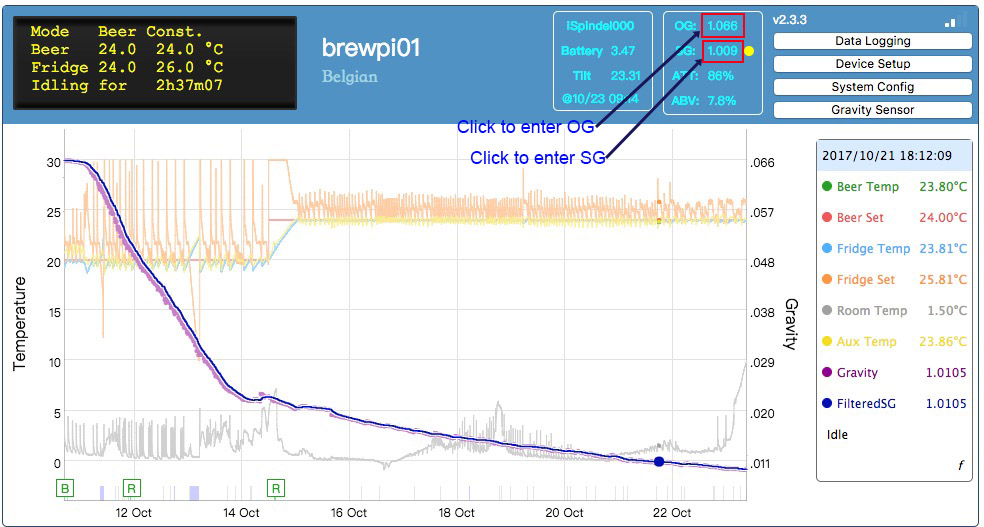 Mode Beer Const.
Beer 24.0 24.0 °C
Fridge 24.0 26.0 °C
Idling for 2h37m07
brewpi01
Belgian
iSpindel000
Battery 3.47
Tilt 23.31
@10/23 09:14
OG: 1.066
SG: 1.009
ATT: 86%
ABV: 7.8%
v2.3.3
Data Logging
Device Setup
System Config
Gravity Sensor
Click to enter OG
Click to enter SG
Temperature
30
25
20
15
10
5
0
.066
.057
.048
.038
.029
.020
.011
Gravity
B
R
R
12 Oct
14 Oct
16 Oct
18 Oct
20 Oct
22 Oct
2017/10/21 18:12:09
Beer Temp 23.80°C
Beer Set 24.00°C
Fridge Temp 23.81°C
Fridge Set 25.81°C
Room Temp 1.50°C
Aux Temp 23.86°C
Gravity 1.0105
FilteredSG 1.0105
Idle
f